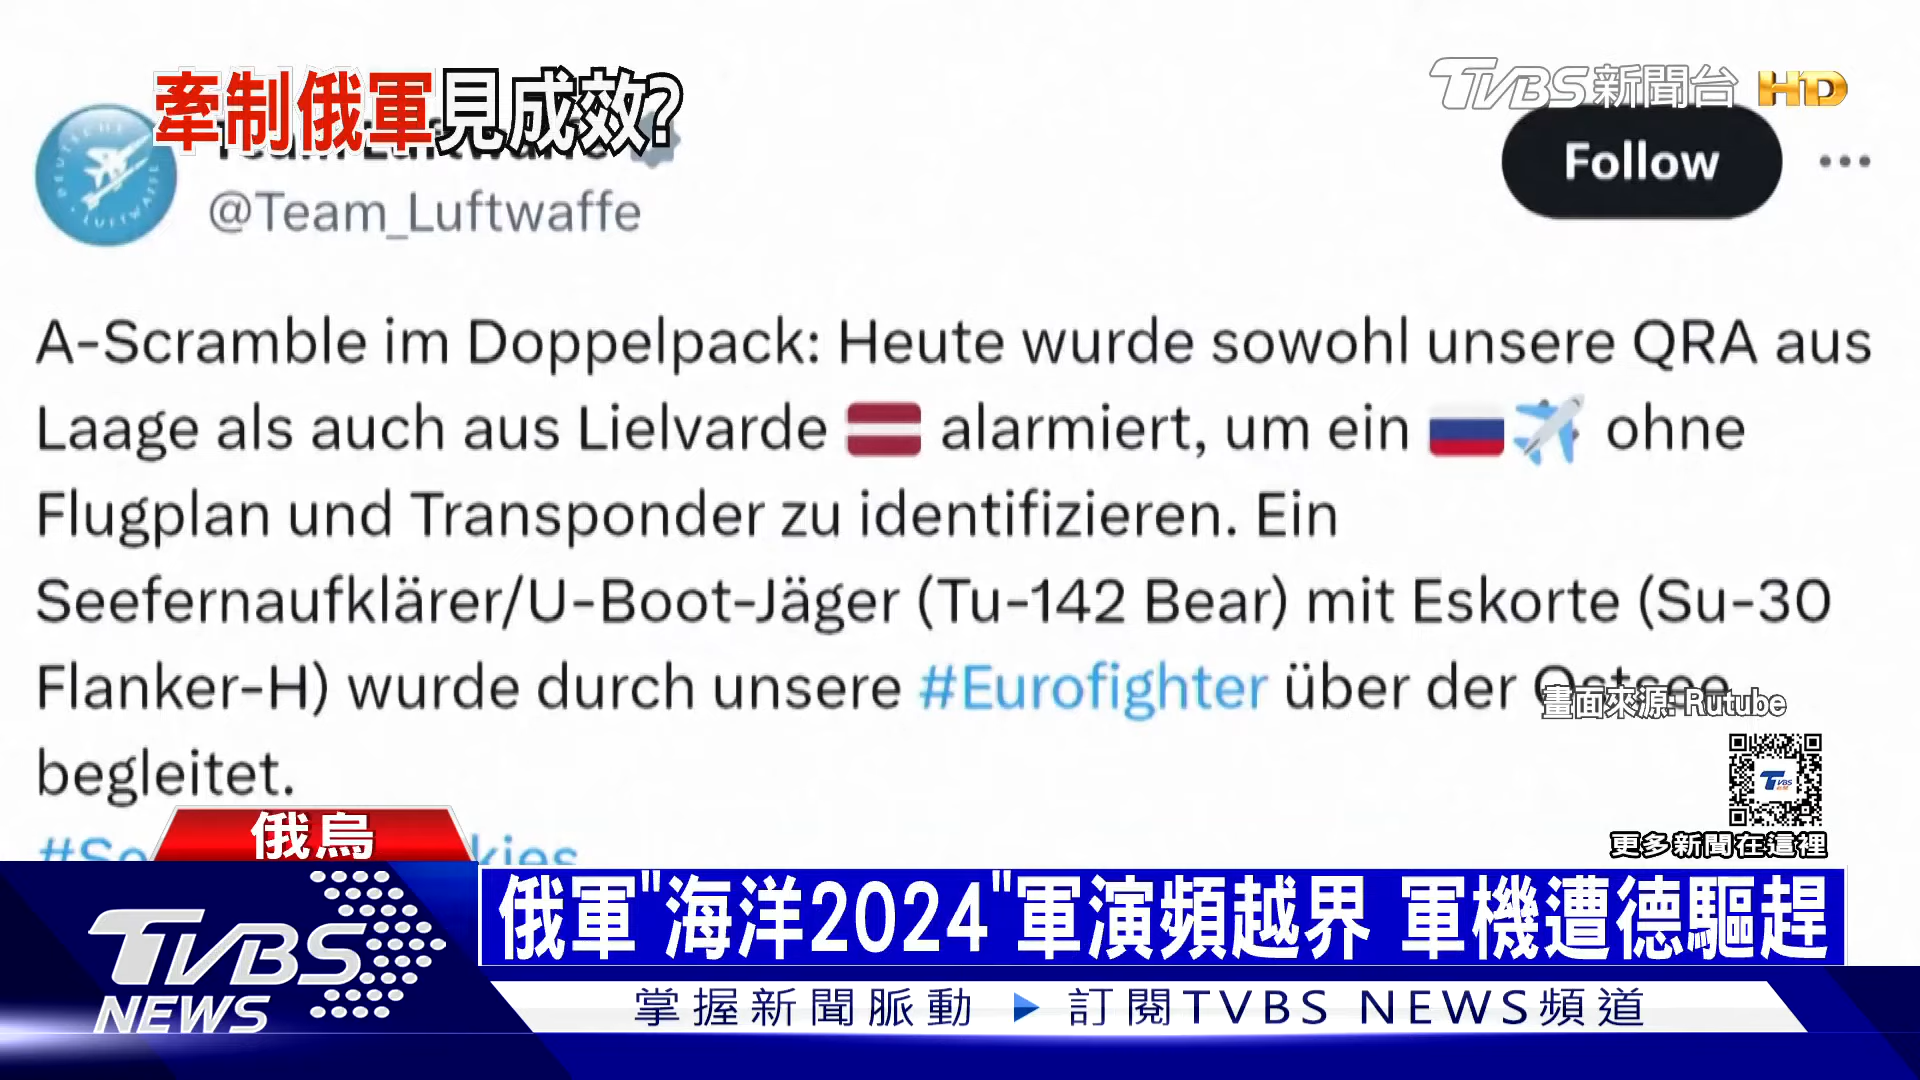 牽制俄軍見成效?
TVBS新聞台 HD
Team Luftwaffe
@Team_Luftwaffe
Follow
A-Scramble im Doppelpack: Heute wurde sowohl unsere QRA aus
Laage als auch aus Lielvarde alarmiert, um ein ohne
Flugplan und Transponder zu identifizieren. Ein
Seefernaufklärer/U-Boot-Jäger (Tu-142 Bear) mit Eskorte (Su-30
Flanker-H) wurde durch unsere #Eurofighter über der Ostsee
begleitet.
畫面來源: Rutube
更多新聞在這裡
俄烏
俄軍"海洋2024"軍演頻越界 軍機遭德驅趕
TVBS
NEWS
掌握新聞脈動 ▶ 訂閱TVBS NEWS頻道